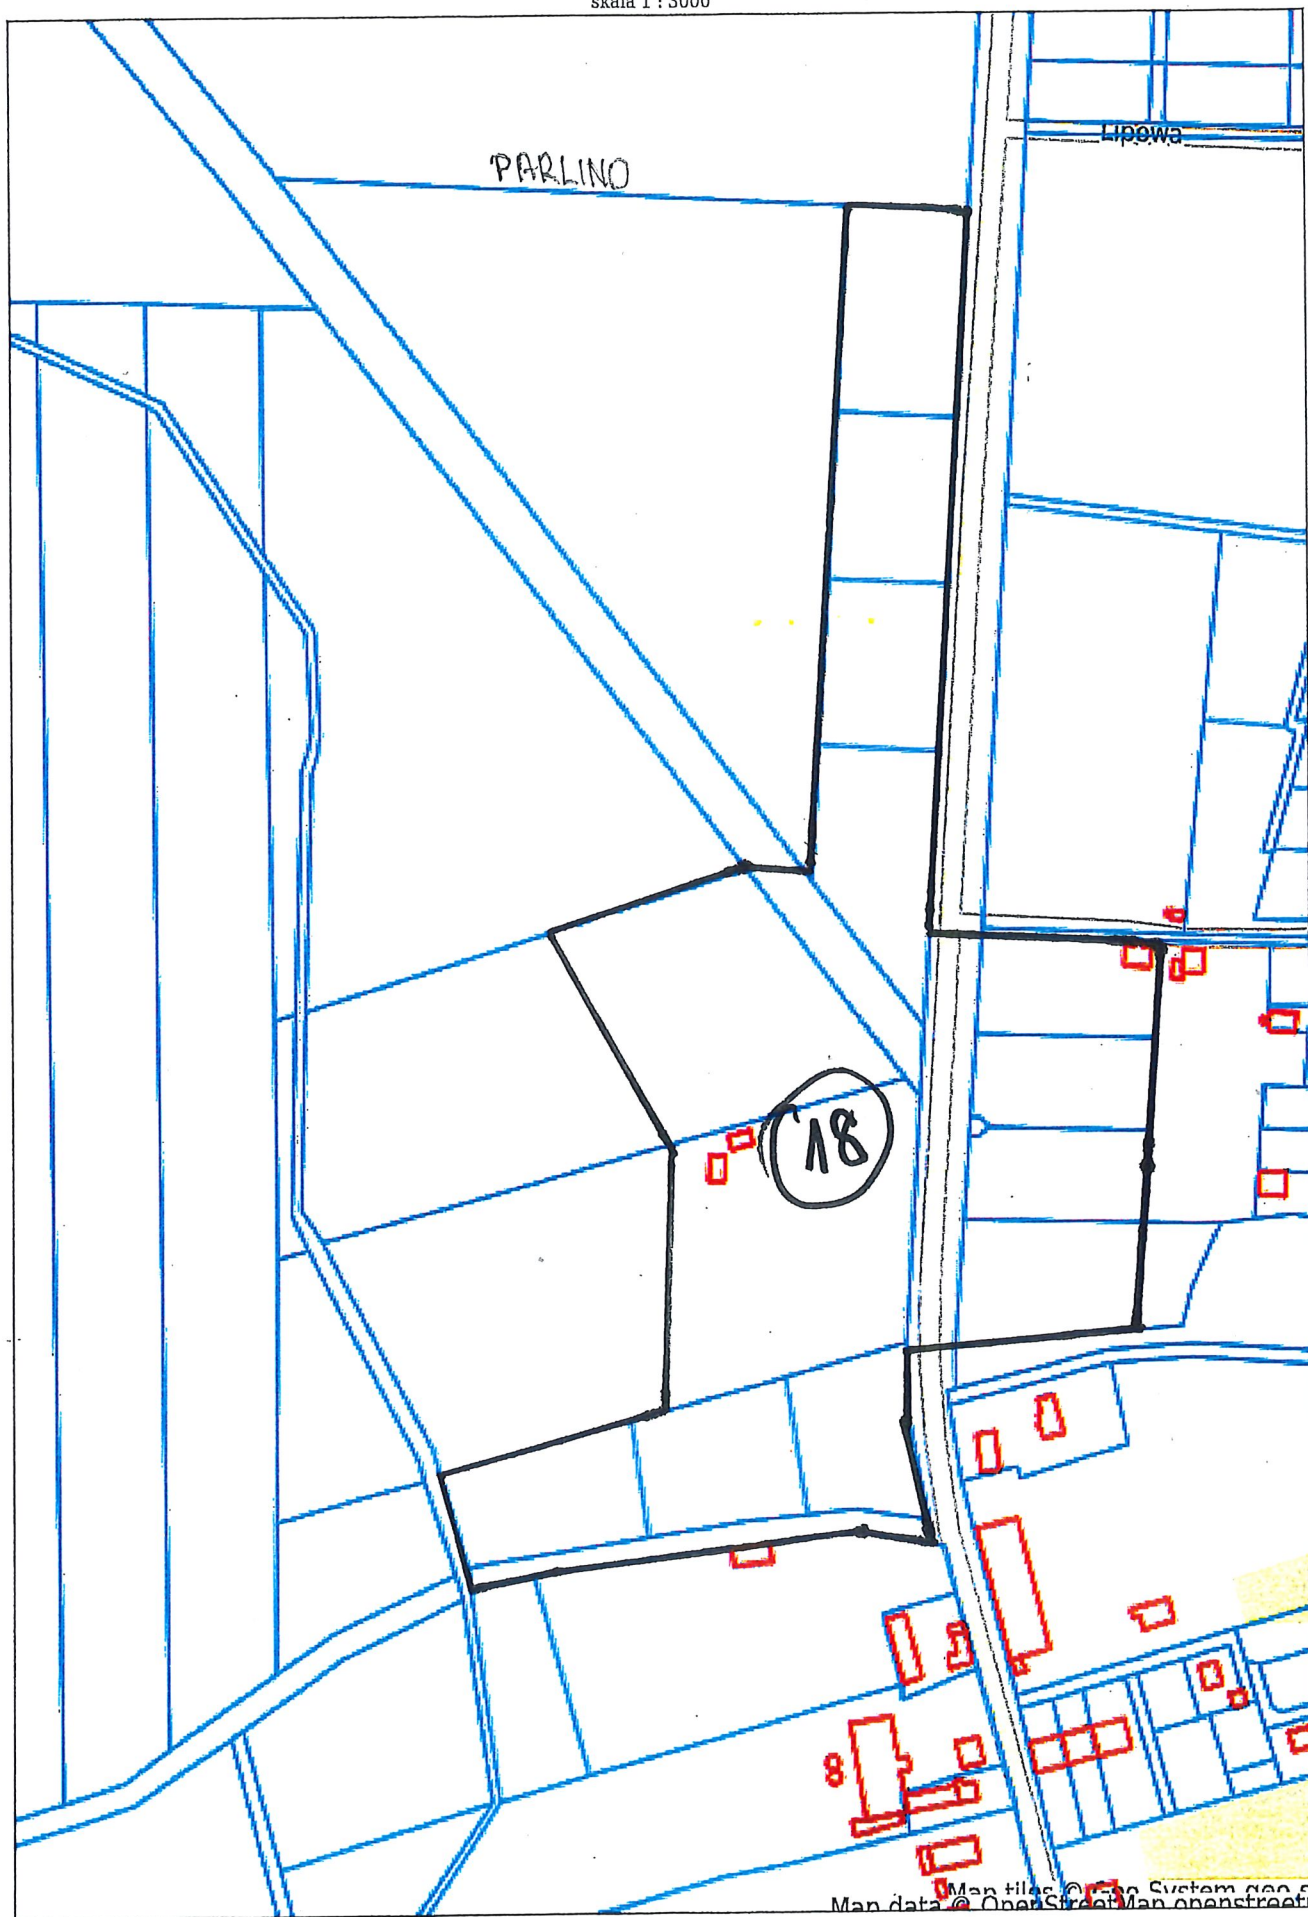 skala 1 : 3000
Lipowa
PARLINO
18
8
Map tiles © Geo System geo-s
Map data © OpenStreetMap openstreet